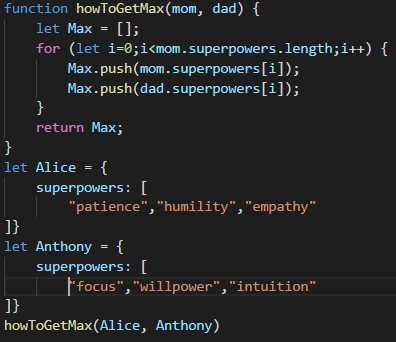 function howToGetMax(mom, dad) {
    let Max = [];
    for (let i=0;i<mom.superpowers.length;i++) {
        Max.push(mom.superpowers[i]);
        Max.push(dad.superpowers[i]);
    }
    return Max;
}
let Alice = {
    superpowers: [
        "patience","humility","empathy"
]}
let Anthony = {
    superpowers: [
        "focus","willpower","intuition"
]}
howToGetMax(Alice, Anthony)